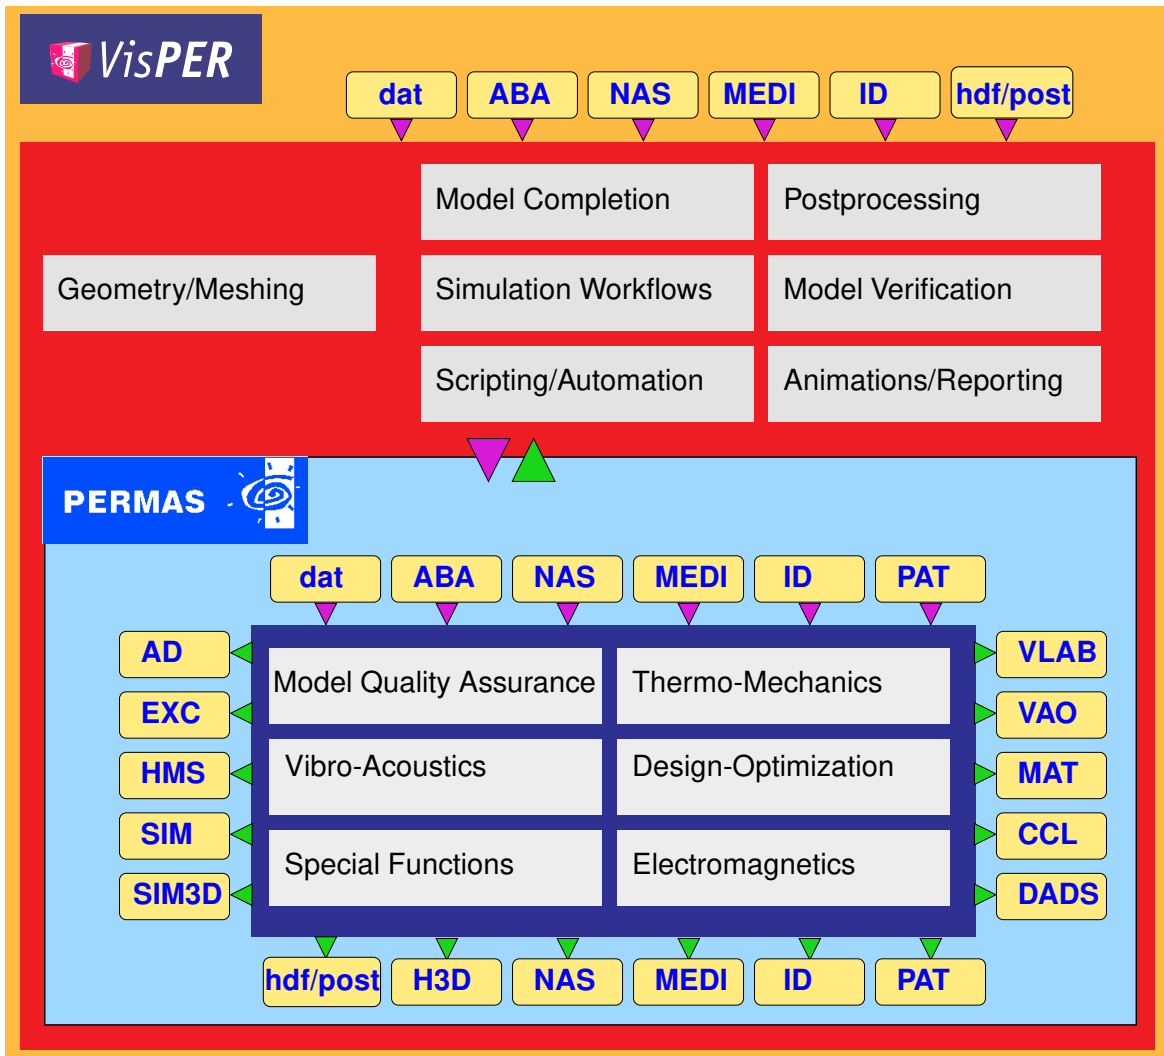 VisPER
dat ABA NAS MEDI ID hdf/post
Model Completion Postprocessing
Geometry/Meshing Simulation Workflows Model Verification
Scripting/Automation Animations/Reporting
PERMAS
dat ABA NAS MEDI ID PAT
AD VLAB
Model Quality Assurance Thermo-Mechanics
EXC VAO
Vibro-Acoustics Design-Optimization
HMS MAT
SIM CCL
Special Functions Electromagnetics
SIM3D DADS
hdf/post H3D NAS MEDI ID PAT